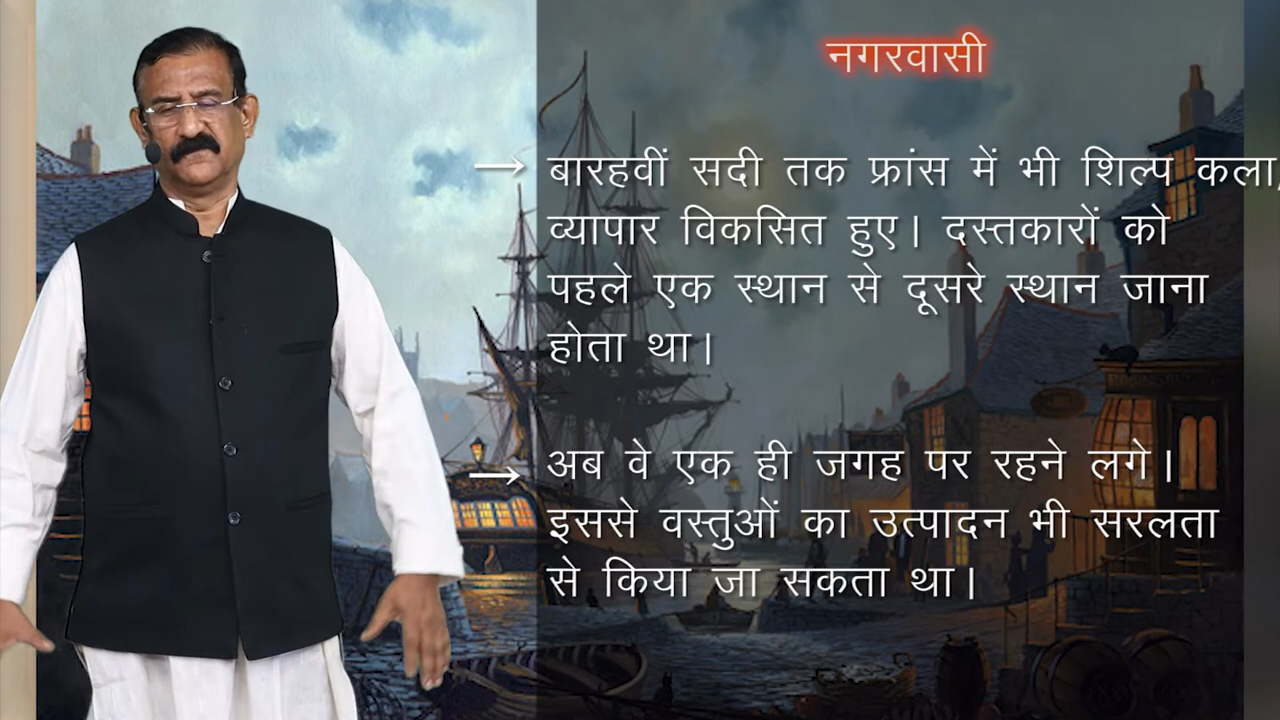 नगरवासी
→ बारहवीं सदी तक फ्रांस में भी शिल्प कला,
व्यापार विकसित हुए। दस्तकारों को
पहले एक स्थान से दूसरे स्थान जाना
होता था।
→ अब वे एक ही जगह पर रहने लगे।
इससे वस्तुओं का उत्पादन भी सरलता
से किया जा सकता था।